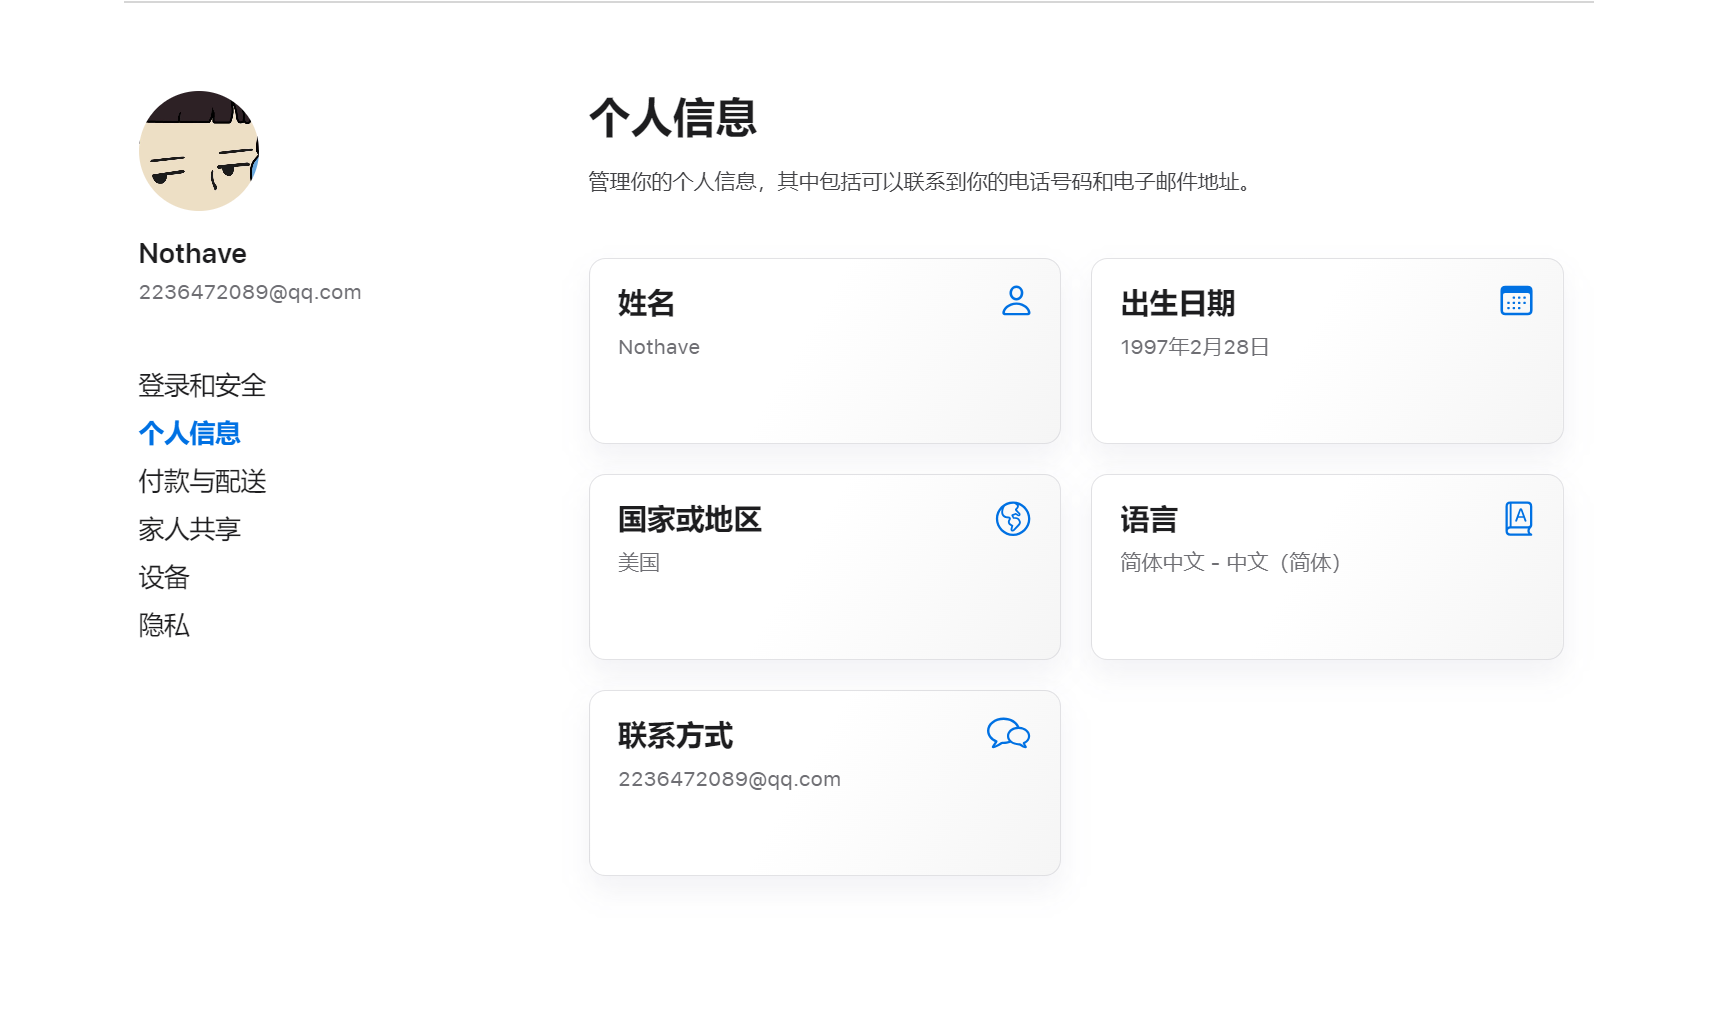 Nothave
2236472089@qq.com
登录和安全
个人信息
付款与配送
家人共享
设备
隐私
个人信息
管理你的个人信息，其中包括可以联系到你的电话号码和电子邮件地址。
姓名
Nothave
出生日期
1997年2月28日
国家或地区
美国
语言
A
简体中文 - 中文（简体）
联系方式
2236472089@qq.com